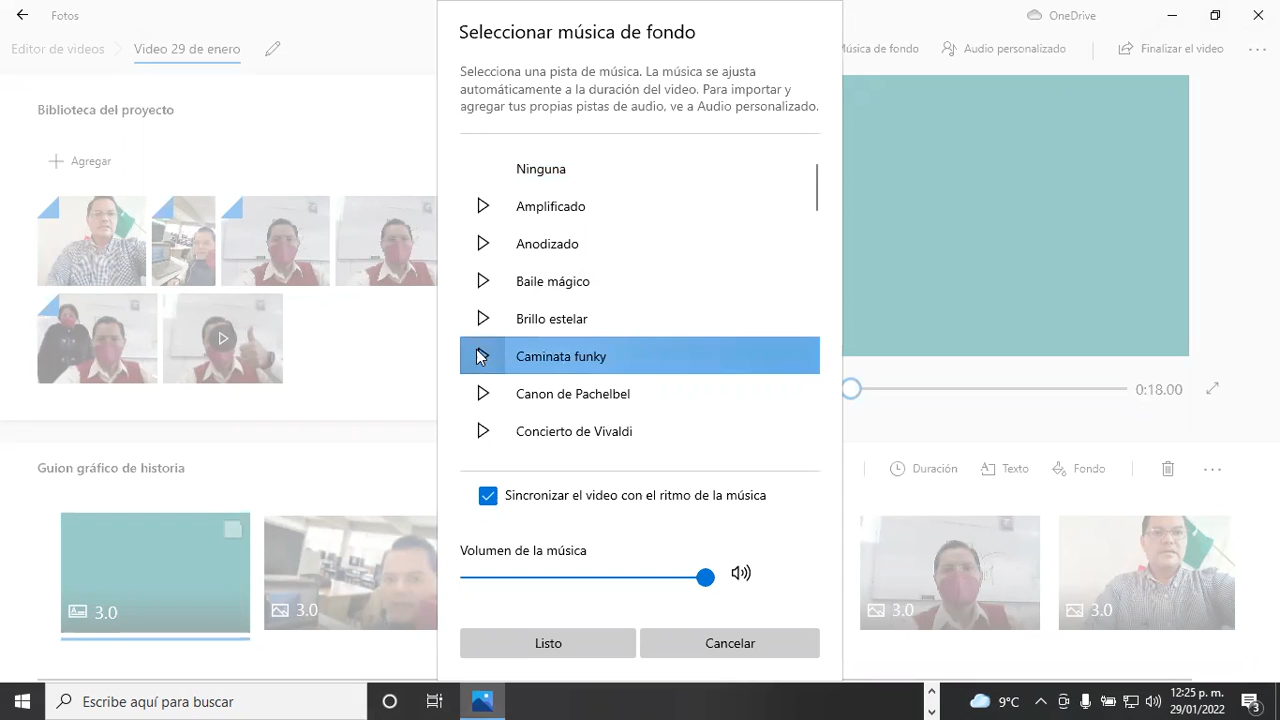 Fotos
OneDrive
Editor de videos
Video 29 de enero
Música de fondo
Audio personalizado
Finalizar el video
Biblioteca del proyecto
Agregar
Seleccionar música de fondo
Selecciona una pista de música. La música se ajusta
automáticamente a la duración del video. Para importar y
agregar tus propias pistas de audio, ve a Audio personalizado.
Ninguna
Amplificado
Anodizado
Baile mágico
Brillo estelar
Caminata funky
Canon de Pachelbel
Concierto de Vivaldi
Sincronizar el video con el ritmo de la música
Volumen de la música
Listo
Cancelar
0:18.00
Guion gráfico de historia
Duración
Texto
Fondo
3.0
3.0
3.0
3.0
Escribe aquí para buscar
9°C
12:25 p. m.
29/01/2022
3